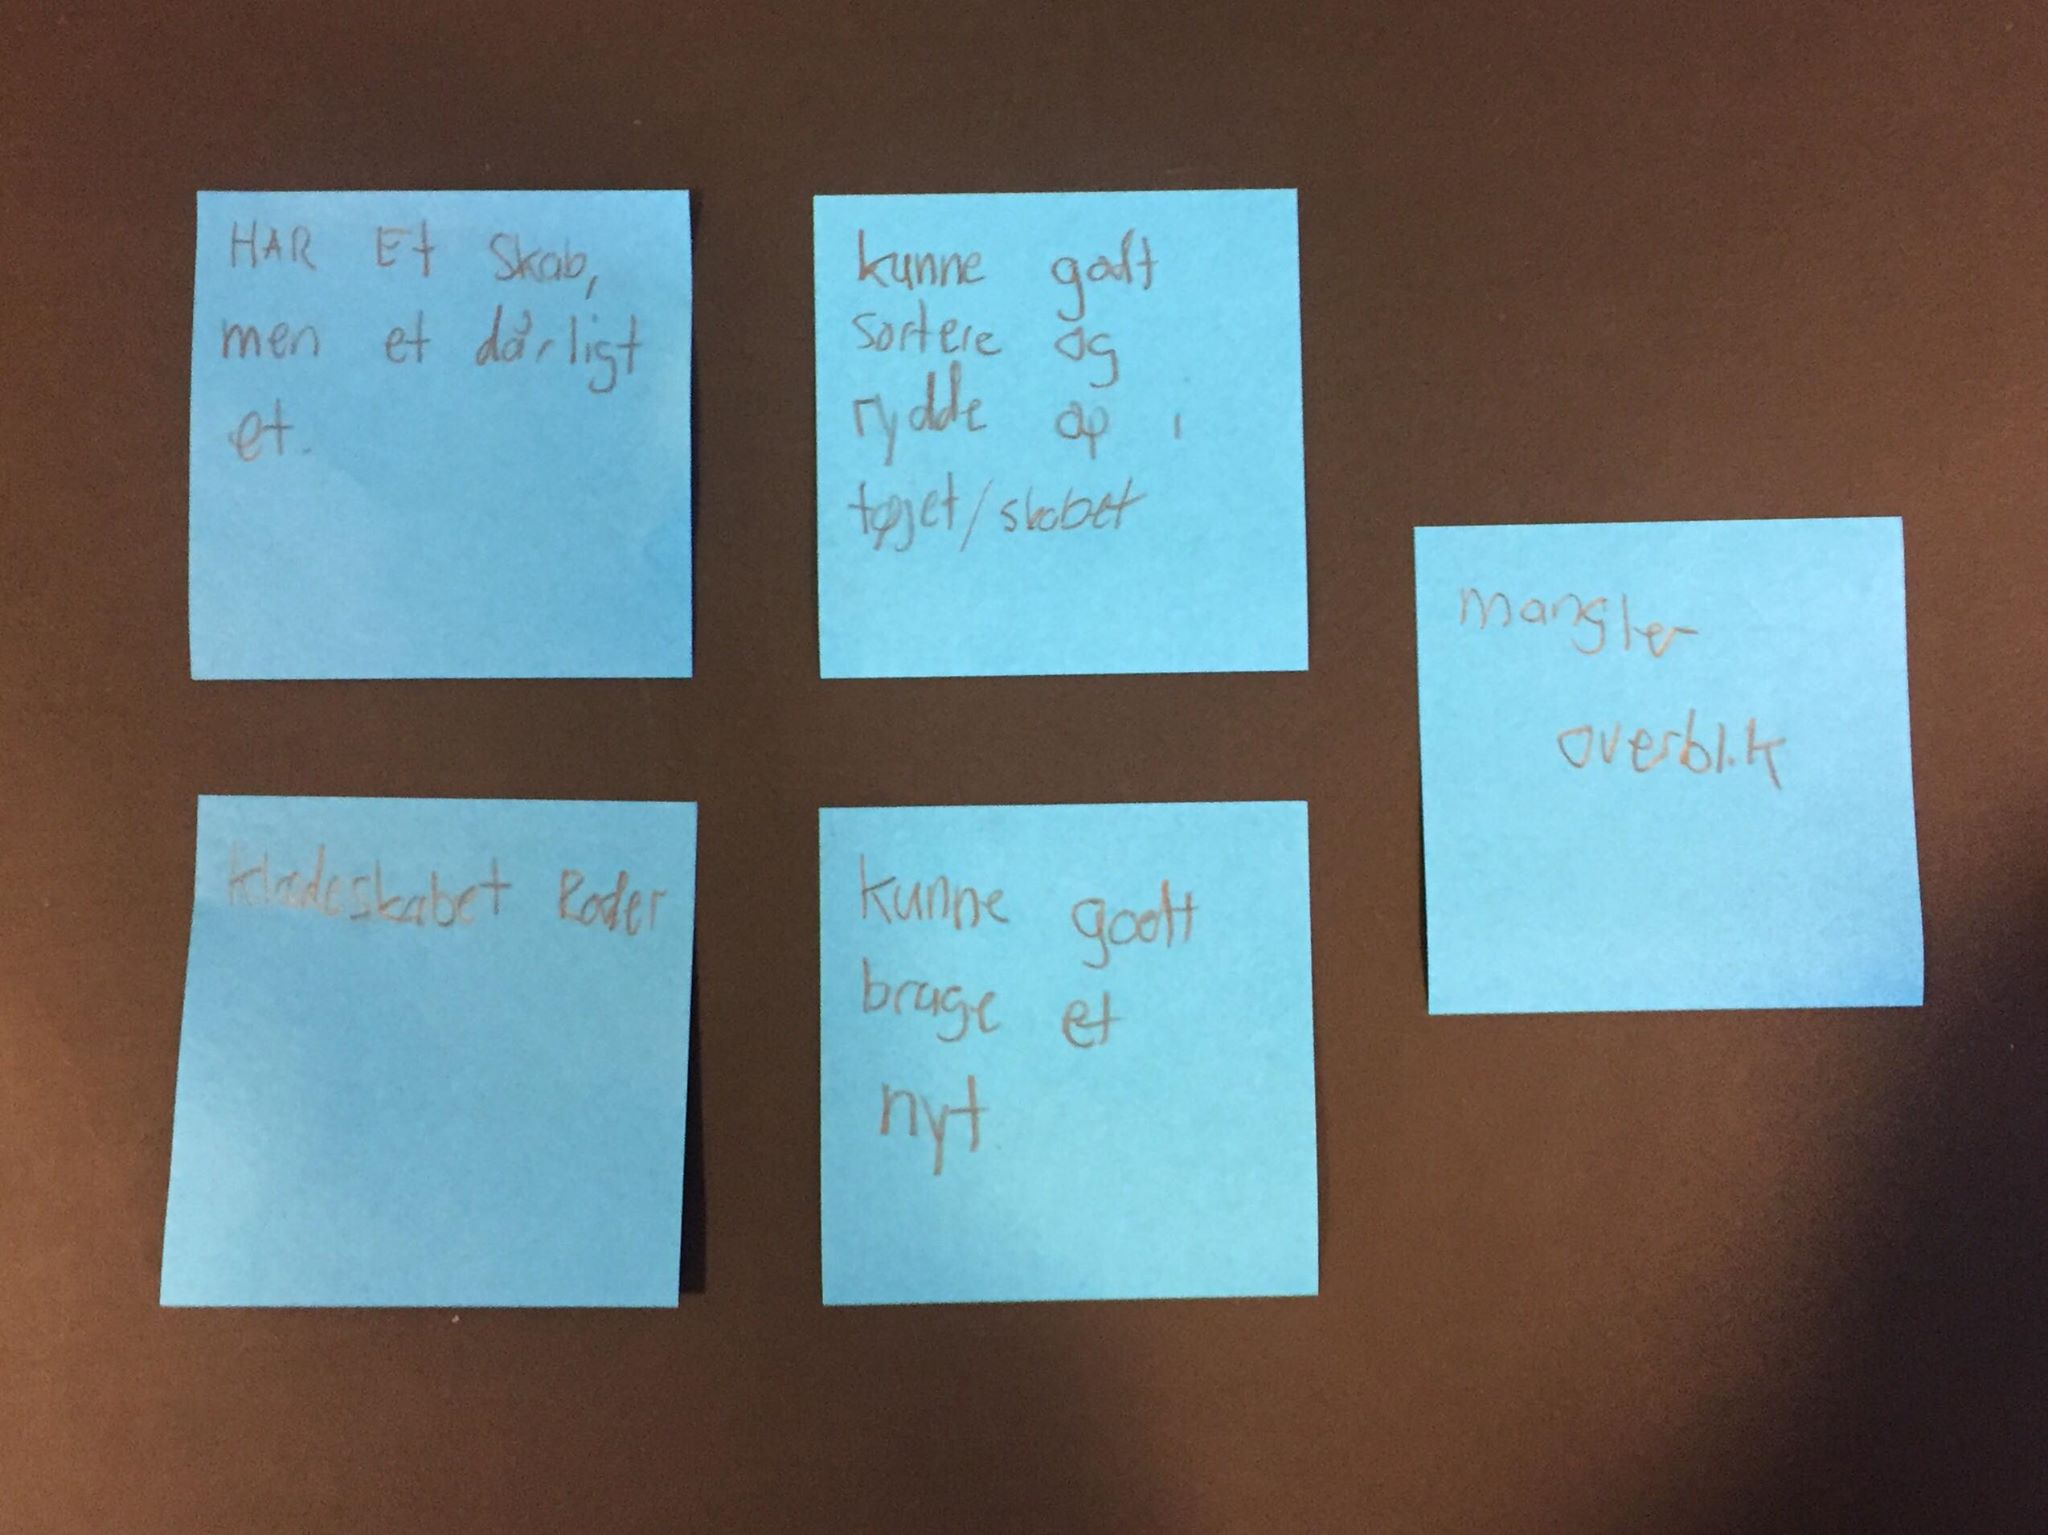 HAR Et Skab,
men et dårligt
et.
kunne godt
sortere og
rydde op i
tøjet/skabet
mangler
overblik
klædeskabet Roder
kunne godt
bruge et
nyt